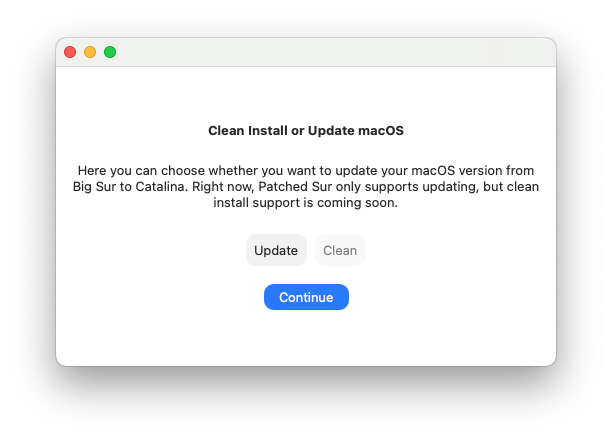 Clean Install or Update macOS
Here you can choose whether you want to update your macOS version from
Big Sur to Catalina. Right now, Patched Sur only supports updating, but clean
install support is coming soon.
Update Clean
Continue